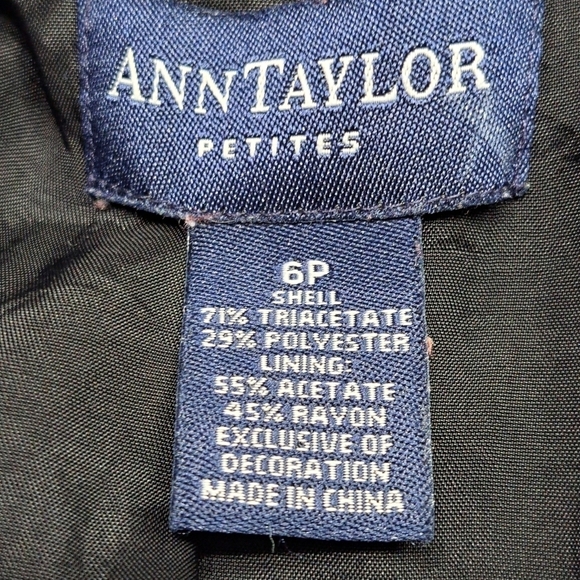 ANNTAYLOR
PETITES
6P
SHELL
71% TRIACETATE
29% POLYESTER
LINING:
55% ACETATE
45% RAYON
EXCLUSIVE OF
DECORATION
MADE IN CHINA